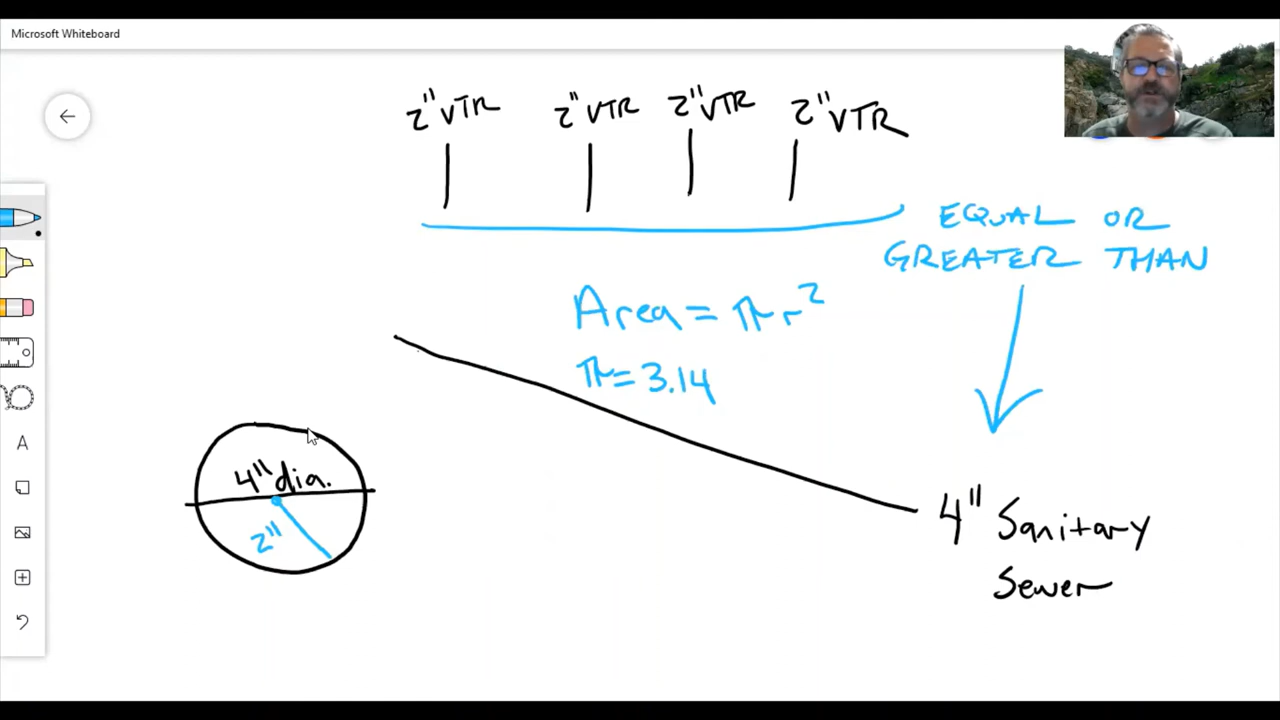 Microsoft Whiteboard
2" VTR 2" VTR 2" VTR 2" VTR
EQUAL OR
GREATER THAN
Area = πr²
π = 3.14
4" dia.
2"
4" Sanitary
Sewer
A